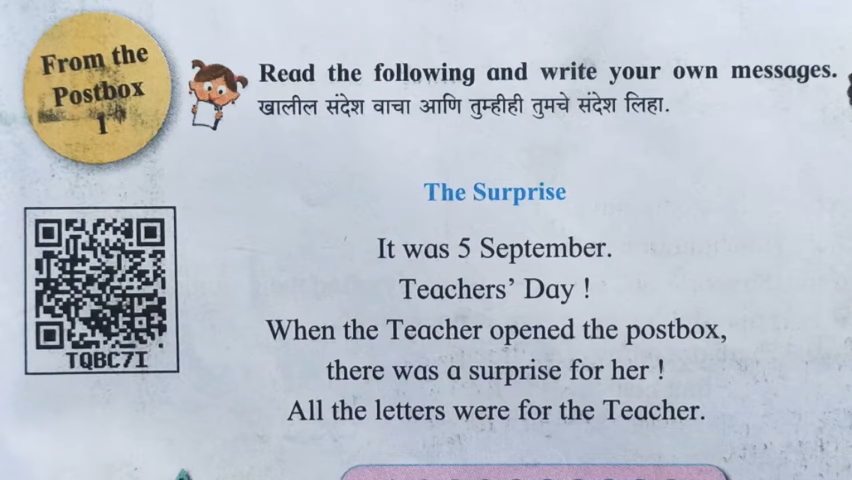 From the
Postbox
1
Read the following and write your own messages.
खालील संदेश वाचा आणि तुम्हीही तुमचे संदेश लिहा.
The Surprise
It was 5 September.
Teachers’ Day !
When the Teacher opened the postbox,
there was a surprise for her !
All the letters were for the Teacher.
TQBC7I